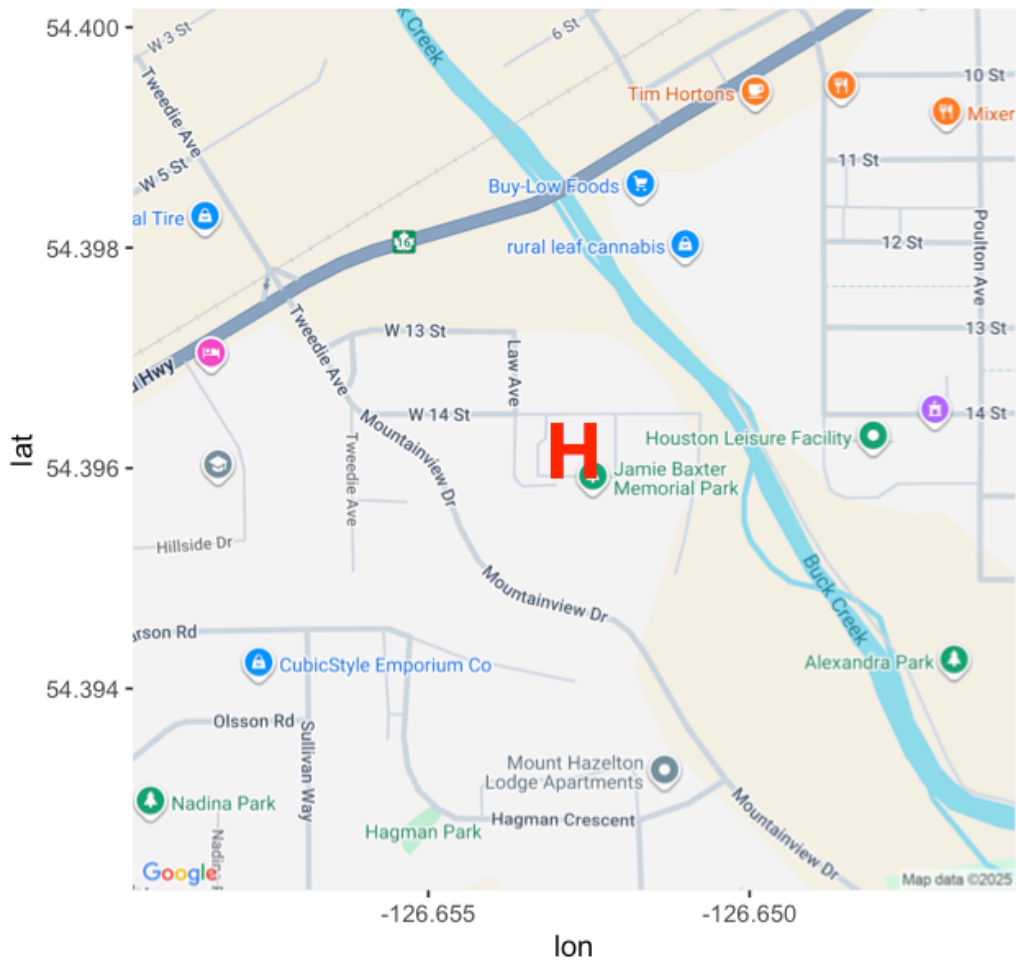 54.400
54.398
54.396
54.394
lat
-126.655
-126.650
lon
W 3 St
k Creek
6 St
10 St
Tweedie Ave
Tim Hortons
Mixer
11 St
W 5 St
Buy-Low Foods
al Tire
Poulton Ave
16
rural leaf cannabis
12 St
Tweedie Ave
W 13 St
13 St
Law Ave
Hwy
W 14 St
14 St
Mountainview Dr
H
Houston Leisure Facility
Tweedie Ave
Jamie Baxter
Memorial Park
Hillside Dr
Mountainview Dr
Buck Creek
arson Rd
CubicStyle Emporium Co
Alexandra Park
Olsson Rd
Sullivan Way
Mount Hazelton
Lodge Apartments
Nadina Park
Hagman Park
Hagman Crescent
Mountainview Dr
Google
Map data ©2025